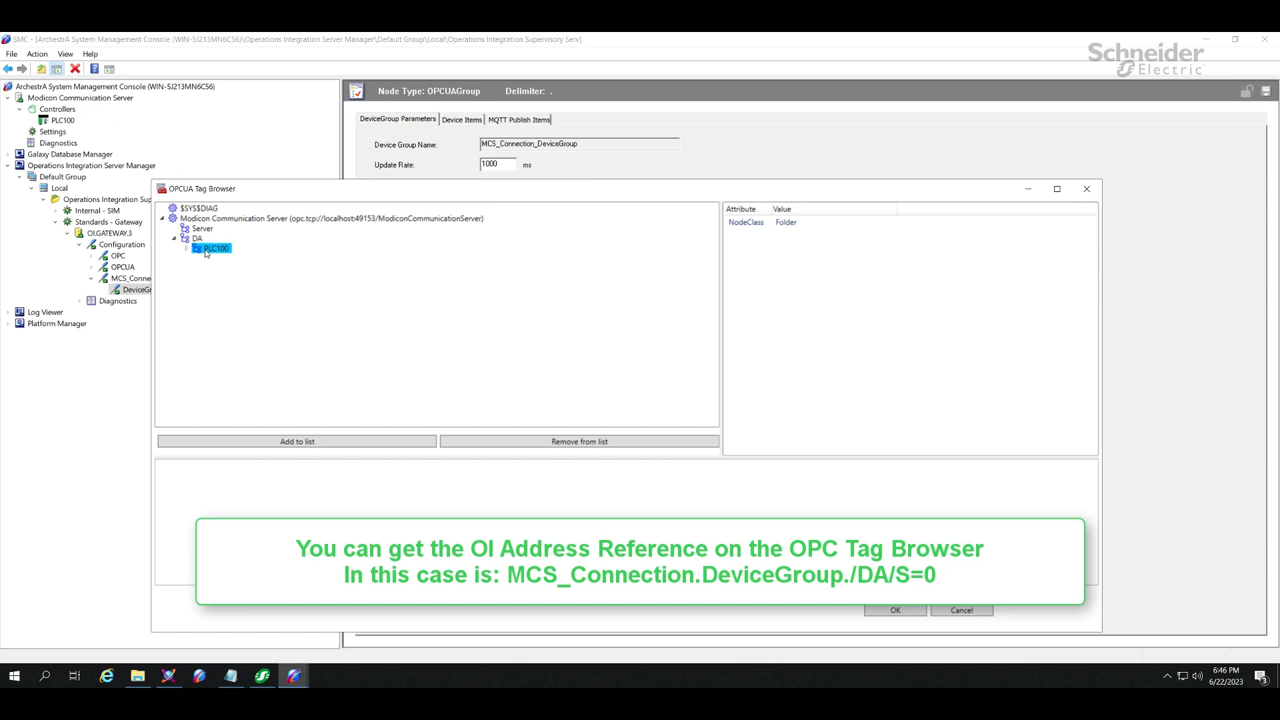 SMC - [ArchestrA System Management Console (WIN-SJ213MN6C56)\Operations Integration Server Manager\Default Group\Local\Operations Integration Supervisory Serv]
File Action View Help
Schneider
Electric
ArchestrA System Management Console (WIN-SJ213MN6C56)
Modicon Communication Server
Controllers
PLC100
Settings
Diagnostics
Galaxy Database Manager
Operations Integration Server Manager
Default Group
Local
Operations Integration Sup
Internal - SIM
Standards - Gateway
OI.GATEWAY.3
Configuration
OPC
OPCUA
MCS_Conne
DeviceGr
Diagnostics
Log Viewer
Platform Manager
Node Type: OPCUAGroup Delimiter: .
DeviceGroup Parameters Device Items MQTT Publish Items
Device Group Name: MCS_Connection_DeviceGroup
Update Rate: 1000 ms
OPCUA Tag Browser
$SYS$DIAG
Modicon Communication Server (opc.tcp://localhost:49153/ModiconCommunicationServer)
Server
DA
PLC100
Attribute Value
NodeClass Folder
Add to list Remove from list
You can get the OI Address Reference on the OPC Tag Browser
In this case is: MCS_Connection.DeviceGroup./DA/S=0
OK Cancel
6:46 PM
6/22/2023
3